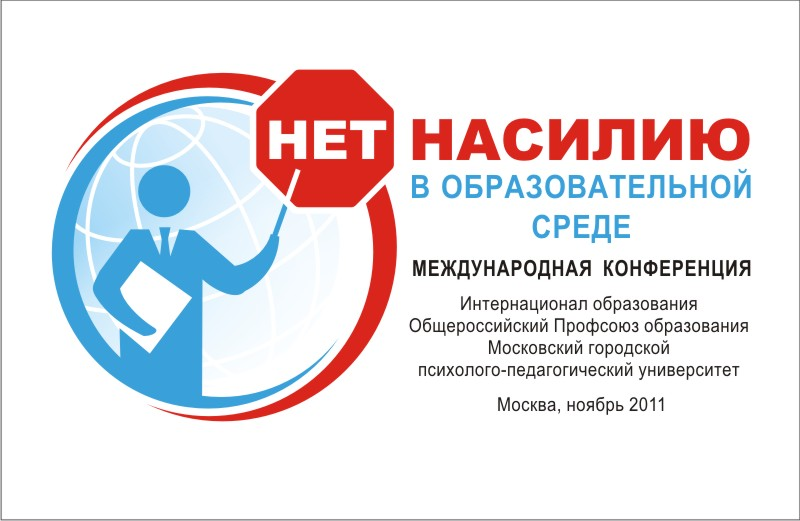 НЕТ НАСИЛИЮ
В ОБРАЗОВАТЕЛЬНОЙ
СРЕДЕ
МЕЖДУНАРОДНАЯ КОНФЕРЕНЦИЯ
Интернационал образования
Общероссийский Профсоюз образования
Московский городской
психолого-педагогический университет
Москва, ноябрь 2011